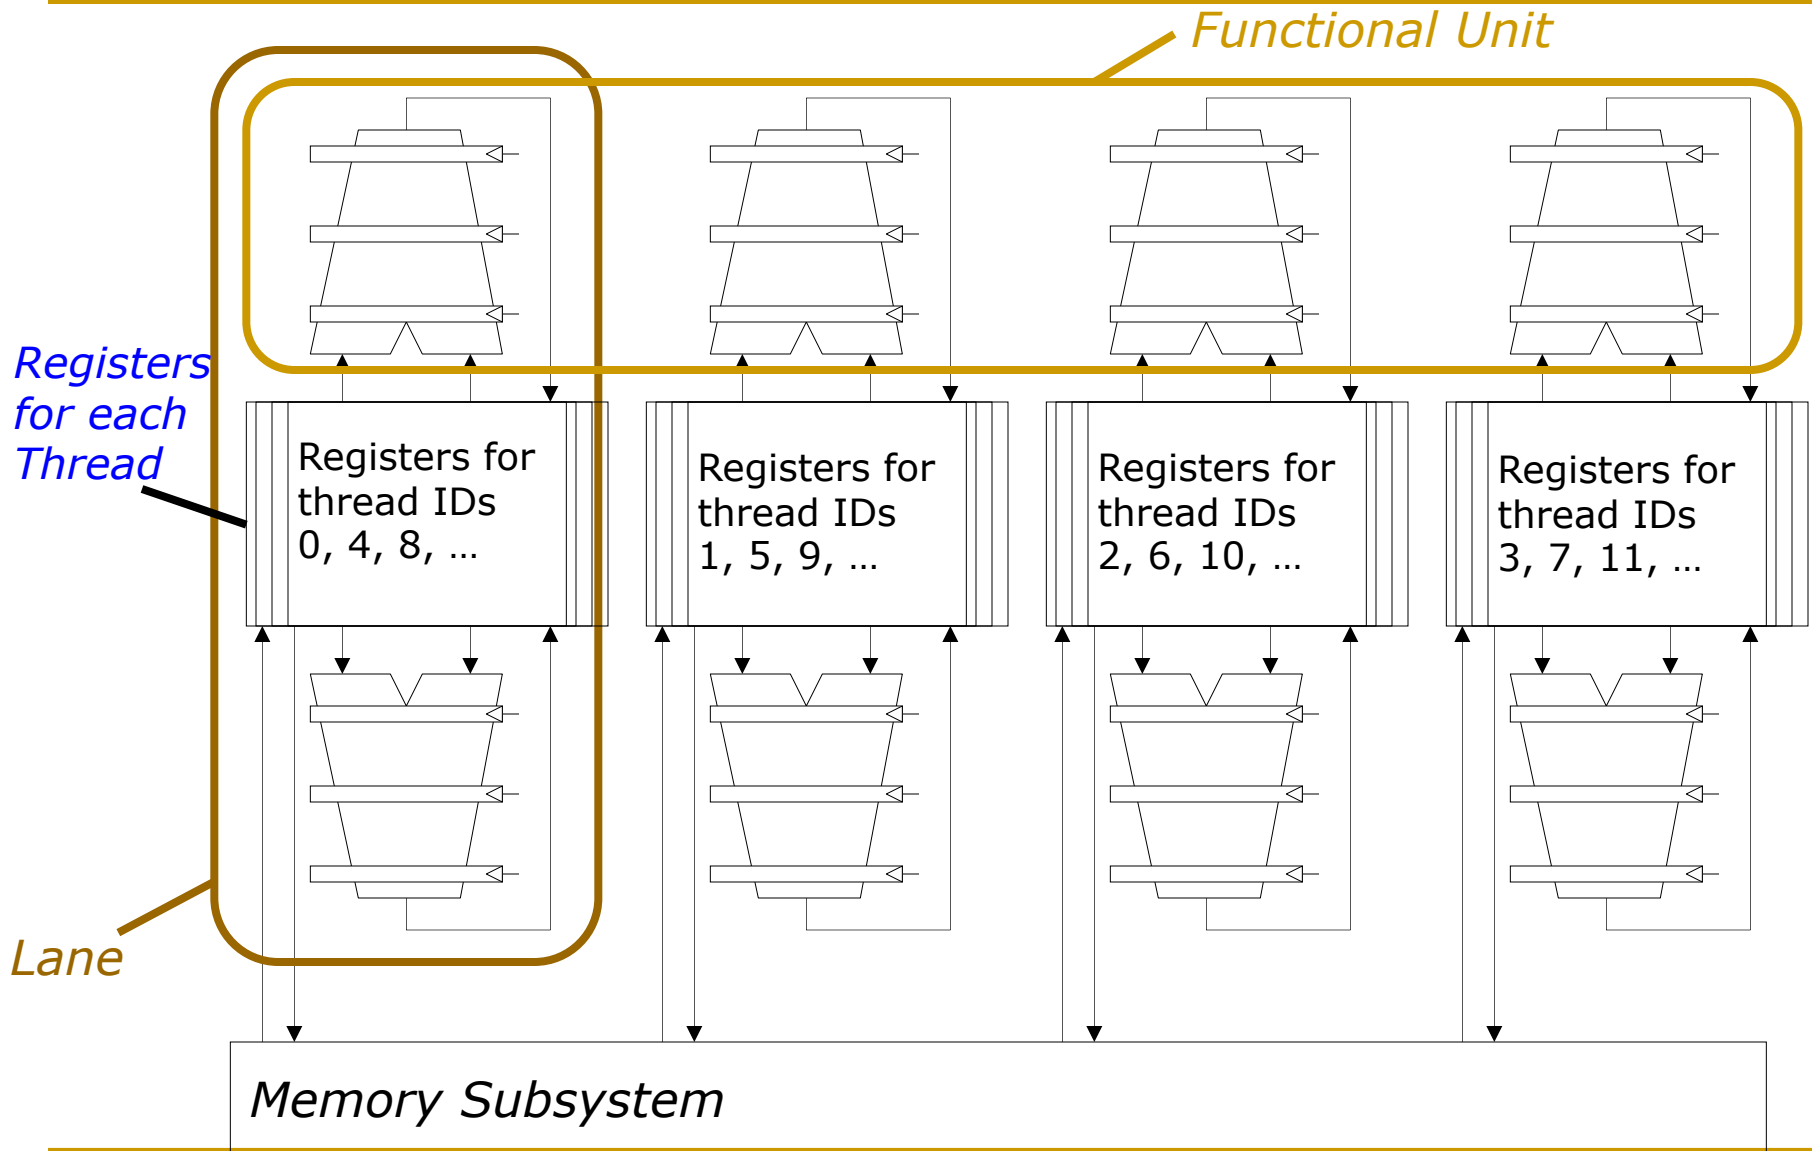 Functional Unit
Registers
for each
Thread
Registers for
thread IDs
0, 4, 8, …
Registers for
thread IDs
1, 5, 9, …
Registers for
thread IDs
2, 6, 10, …
Registers for
thread IDs
3, 7, 11, …
Lane
Memory Subsystem